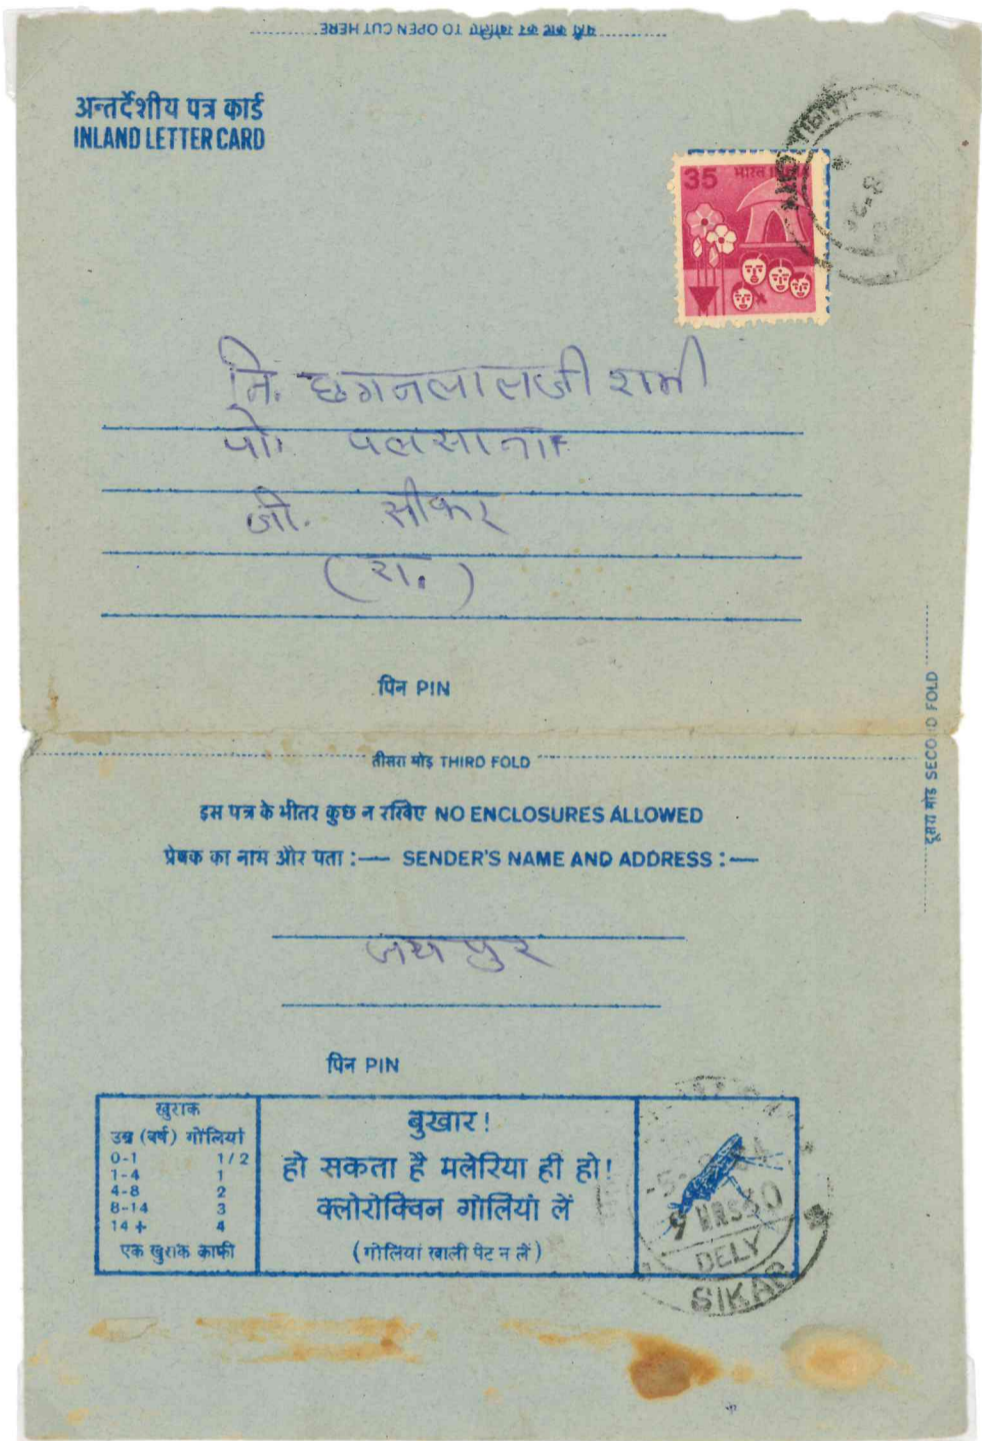 यहाँ काट कर खोलिए TO OPEN CUT HERE
अन्तर्देशीय पत्र कार्ड
INLAND LETTER CARD
35 भारत INDIA
नि. छगनलालजी शर्मा
पो. पलसाना
जी. सीकर
(रा.)
पिन PIN
दूसरा मोड़ SECOND FOLD
तीसरा मोड़ THIRD FOLD
इस पत्र के भीतर कुछ न रखिए NO ENCLOSURES ALLOWED
प्रेषक का नाम और पता :— SENDER'S NAME AND ADDRESS :—
जयपुर
पिन PIN
खुराक
उम्र (वर्ष) गोलियां
0-1 1/2
1-4 1
4-8 2
8-14 3
14 + 4
एक खुराक काफी
बुखार!
हो सकता है मलेरिया ही हो!
क्लोरोक्विन गोलियां लें
(गोलियां खाली पेट न लें)
DELY
SIKAR